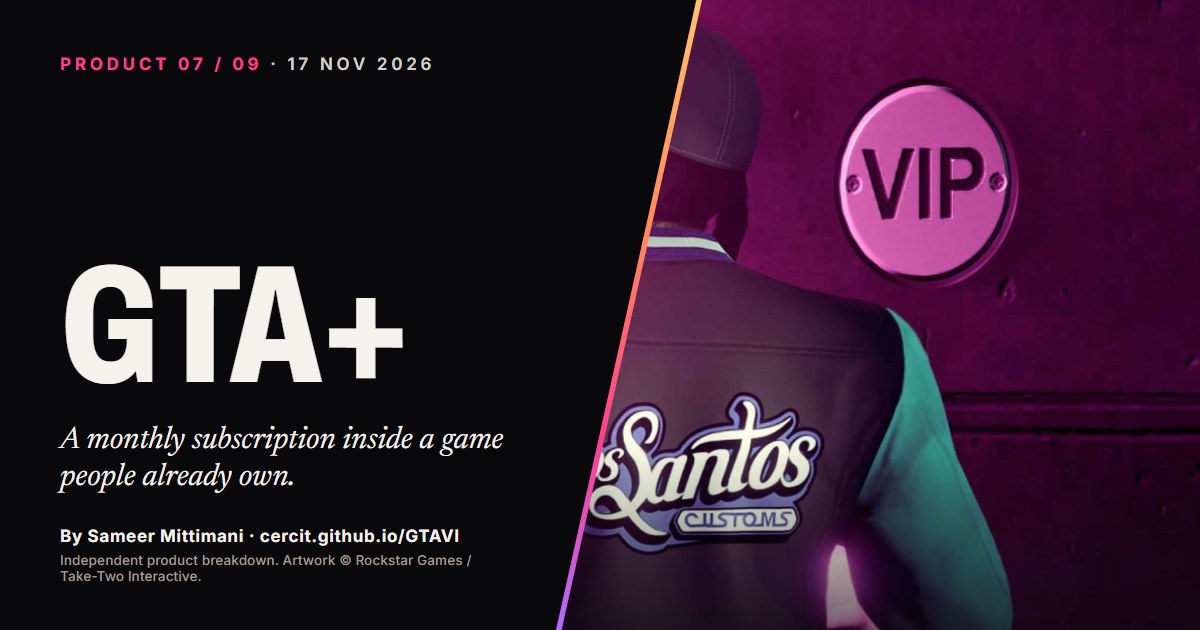 PRODUCT 07 / 09 · 17 NOV 2026
GTA+
A monthly subscription inside a game
people already own.
By Sameer Mittimani · cercit.github.io/GTAVI
Independent product breakdown. Artwork © Rockstar Games /
Take-Two Interactive.
VIP
os Santos
CUSTOMS